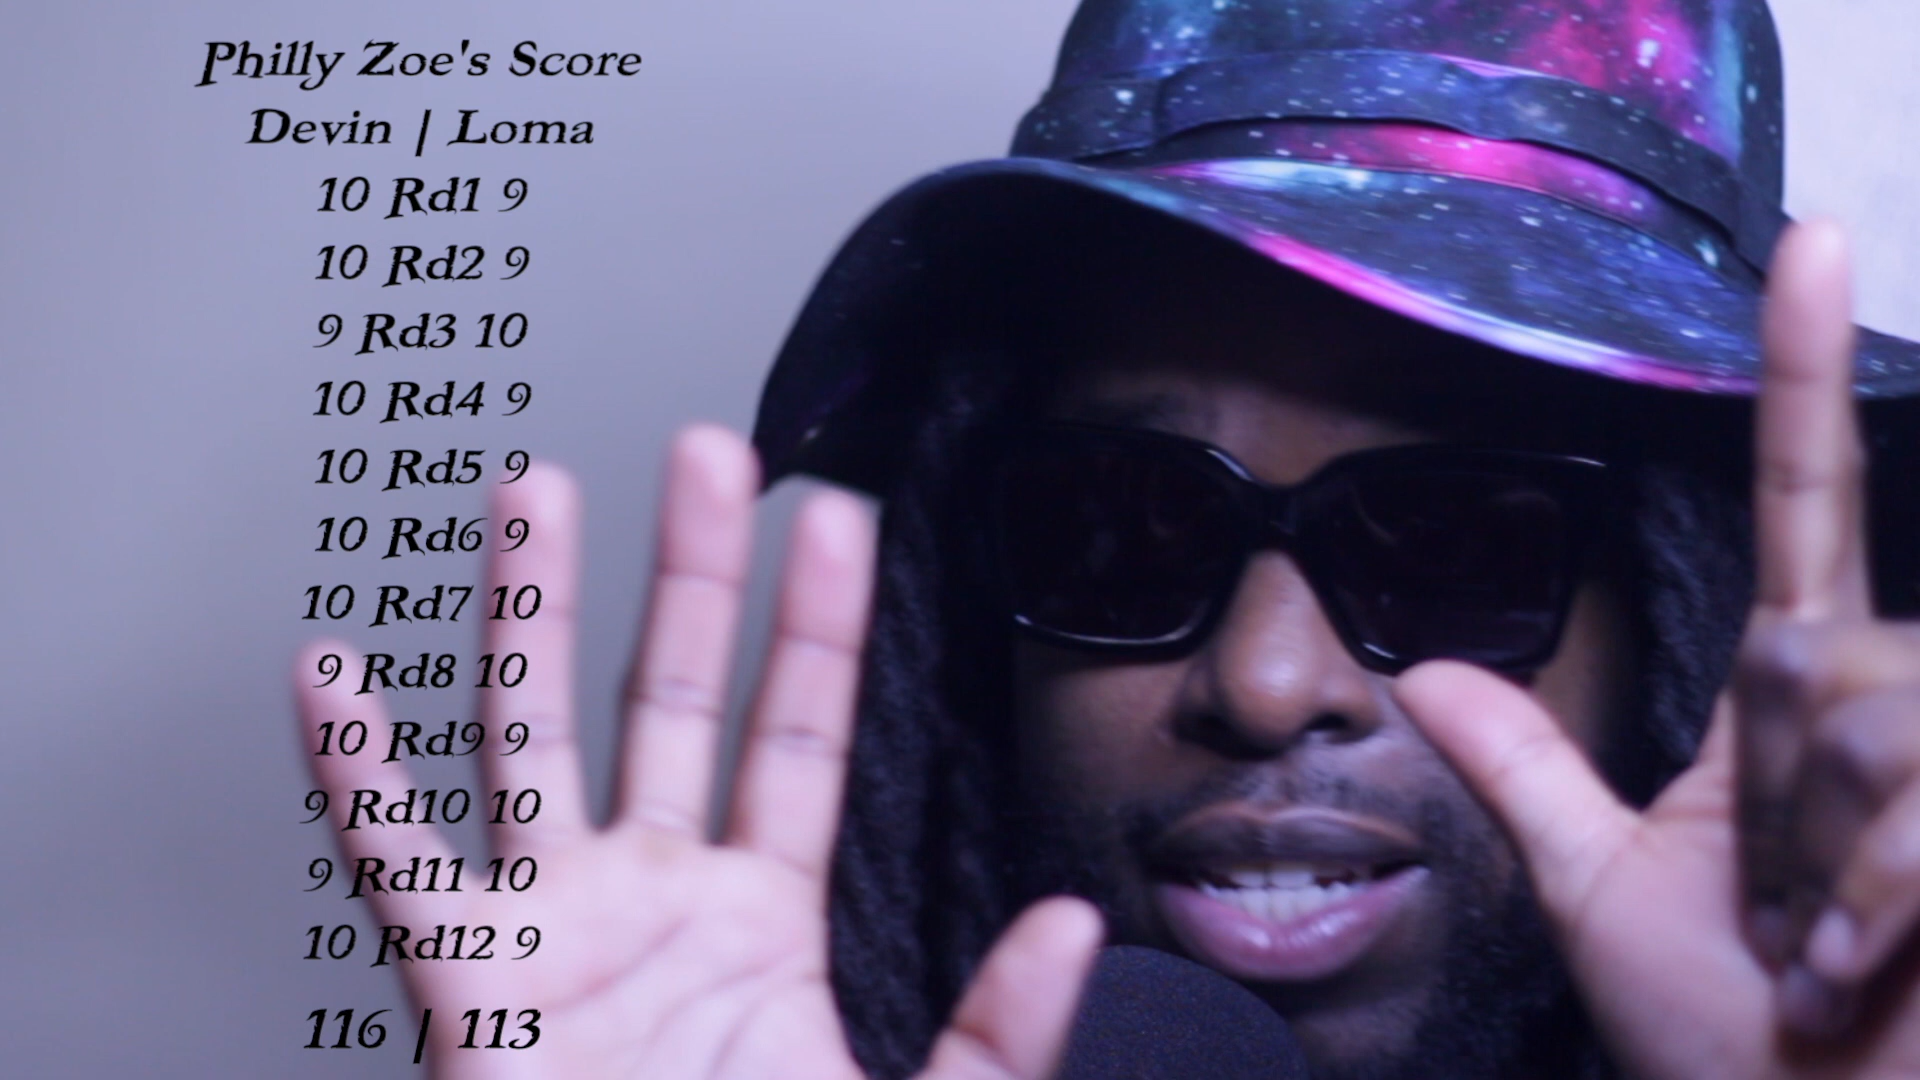 Philly Zoe's Score
Devin | Loma
10 Rd1 9
10 Rd2 9
9 Rd3 10
10 Rd4 9
10 Rd5 9
10 Rd6 9
10 Rd7 10
9 Rd8 10
10 Rd9 9
9 Rd10 10
9 Rd11 10
10 Rd12 9
116 | 113